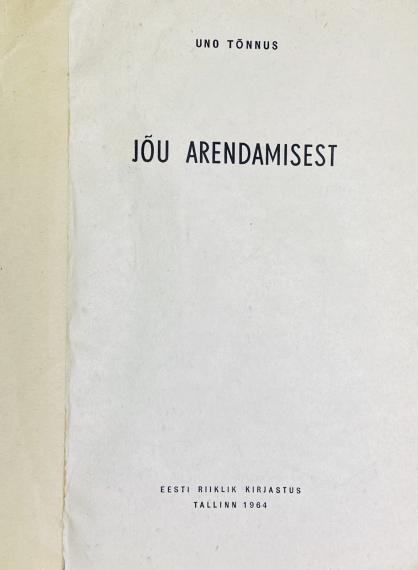 UNO TÕNNUS
JÕU ARENDAMISEST
EESTI RIIKLIK KIRJASTUS
TALLINN 1964